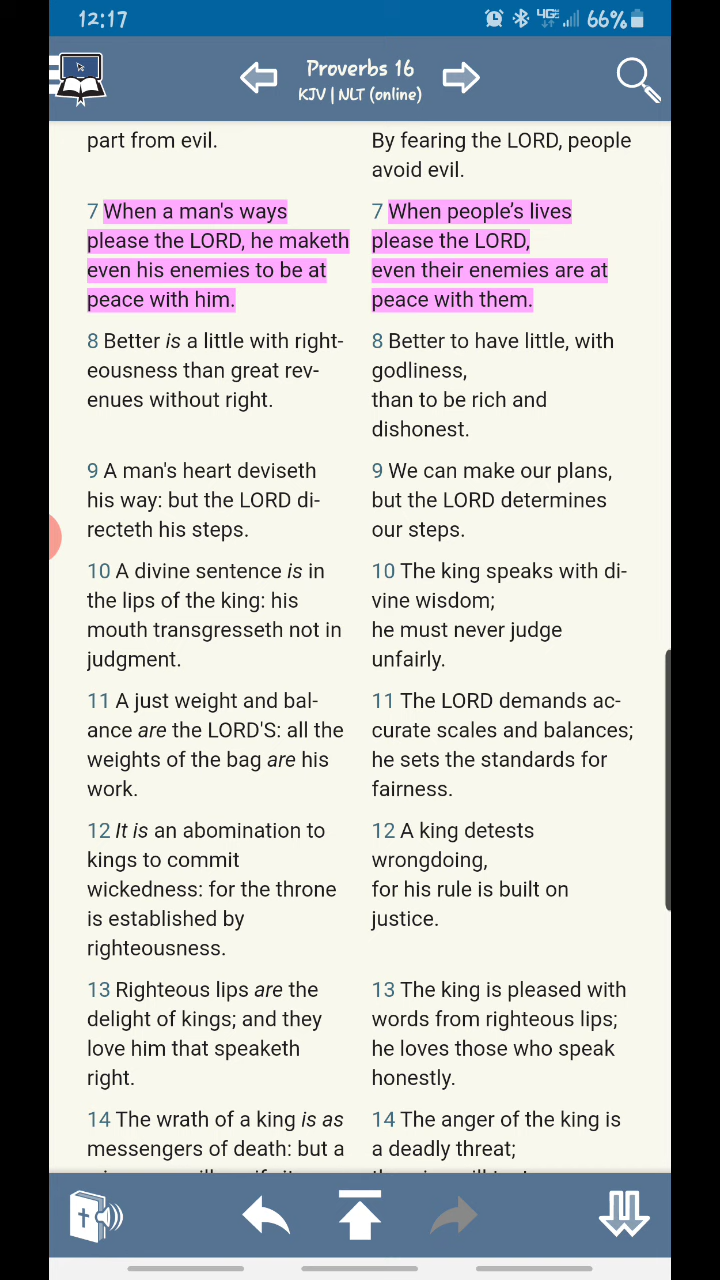 12:17
4GE 66%
Proverbs 16
KJV | NLT (online)
part from evil.
7 When a man's ways
please the LORD, he maketh
even his enemies to be at
peace with him.
8 Better is a little with right-
eousness than great rev-
enues without right.
9 A man's heart deviseth
his way: but the LORD di-
recteth his steps.
10 A divine sentence is in
the lips of the king: his
mouth transgresseth not in
judgment.
11 A just weight and bal-
ance are the LORD'S: all the
weights of the bag are his
work.
12 It is an abomination to
kings to commit
wickedness: for the throne
is established by
righteousness.
13 Righteous lips are the
delight of kings; and they
love him that speaketh
right.
14 The wrath of a king is as
messengers of death: but a
By fearing the LORD, people
avoid evil.
7 When people’s lives
please the LORD,
even their enemies are at
peace with them.
8 Better to have little, with
godliness,
than to be rich and
dishonest.
9 We can make our plans,
but the LORD determines
our steps.
10 The king speaks with di-
vine wisdom;
he must never judge
unfairly.
11 The LORD demands ac-
curate scales and balances;
he sets the standards for
fairness.
12 A king detests
wrongdoing,
for his rule is built on
justice.
13 The king is pleased with
words from righteous lips;
he loves those who speak
honestly.
14 The anger of the king is
a deadly threat;